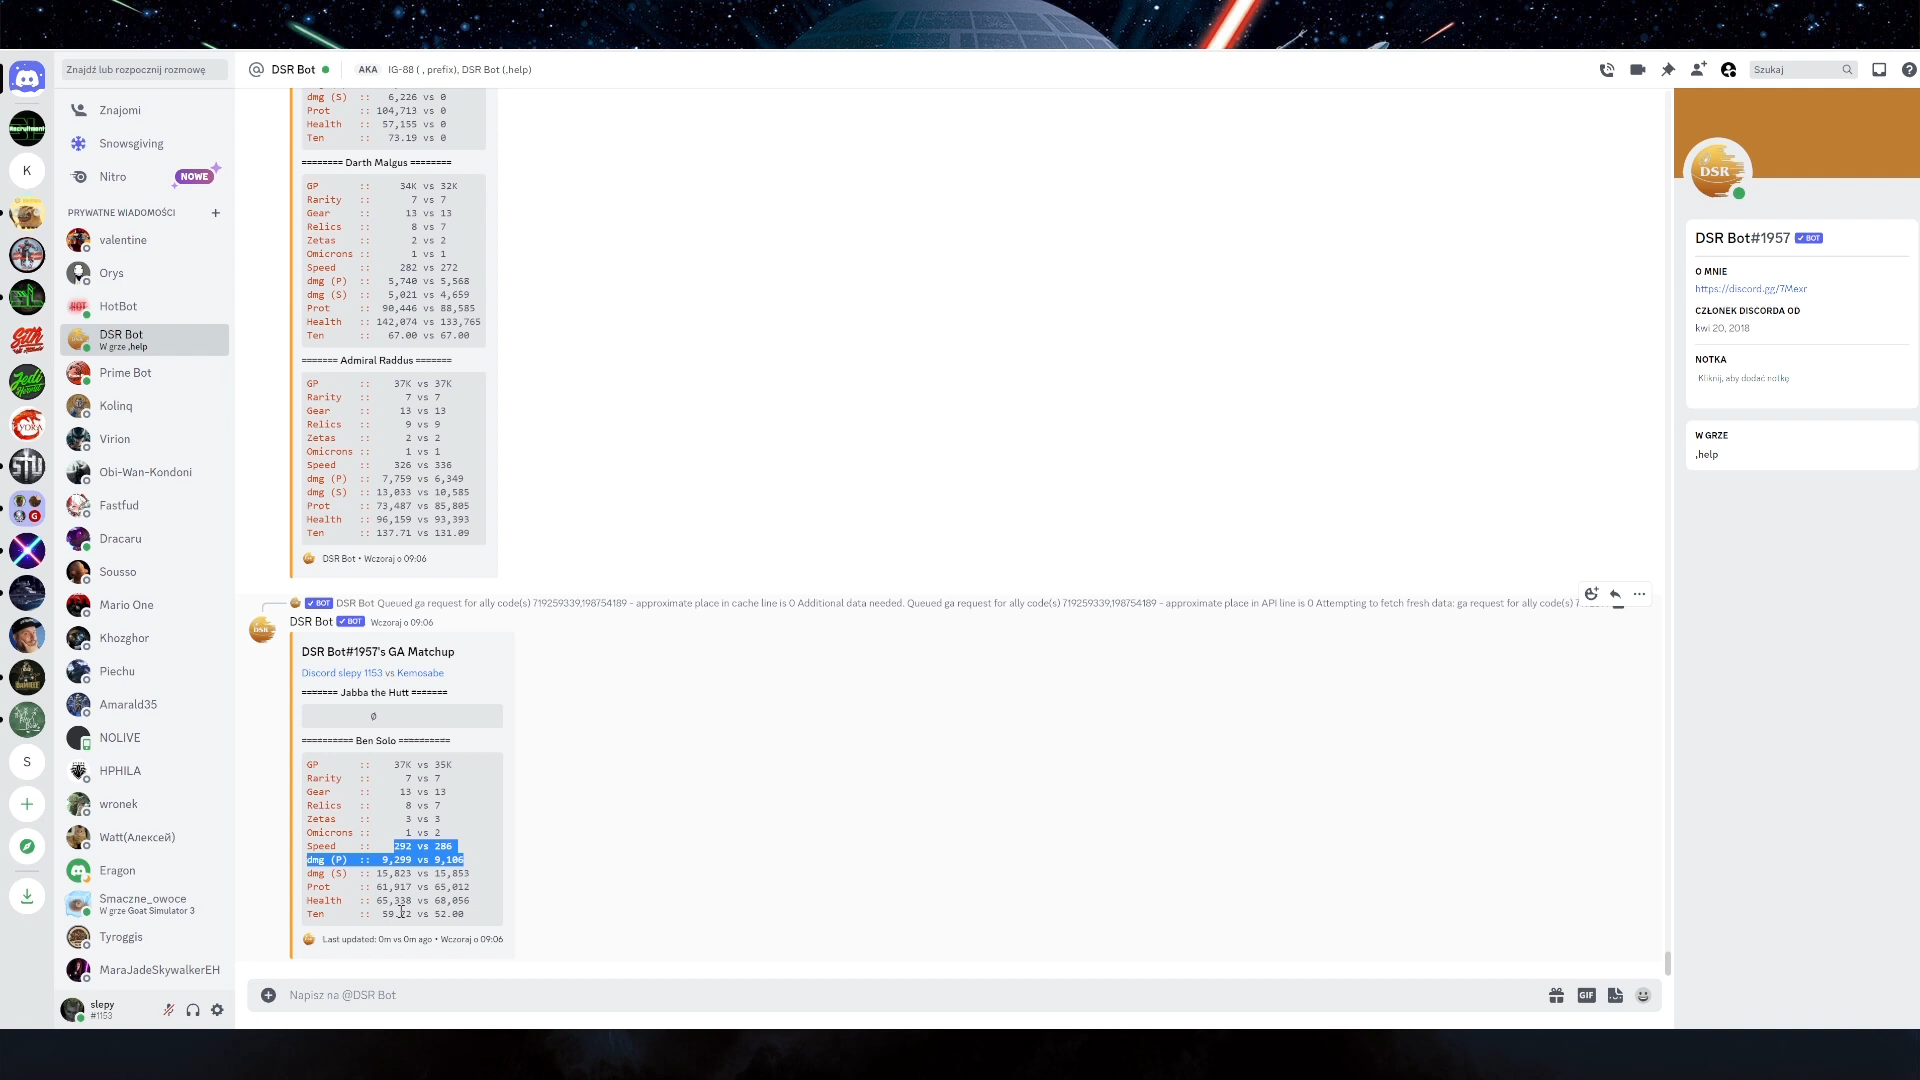 Znajdź lub rozpocznij rozmowę
Znajomi
Snowsgiving
Nitro
NOWE
PRYWATNE WIADOMOŚCI
valentine
Orys
HotBot
DSR Bot
W grze ,help
Prime Bot
Kolinq
Virion
Obi-Wan-Kondoni
Fastfud
Dracaru
Sousso
Mario One
Khozghor
Piechu
Amarald35
NOLIVE
HPHILA
wronek
Watt(Алексей)
Eragon
Smaczne_owoce
W grze Goat Simulator 3
Tyroggis
MaraJadeSkywalkerEH
slepy
#1153
K
S
DSR Bot
AKA IG-88 ( , prefix), DSR Bot (,help)
Szukaj
dmg (S) :: 6,226 vs 0
Prot :: 104,713 vs 0
Health :: 57,155 vs 0
Ten :: 73.19 vs 0
======== Darth Malgus ========
GP :: 34K vs 32K
Rarity :: 7 vs 7
Gear :: 13 vs 13
Relics :: 8 vs 7
Zetas :: 2 vs 2
Omicrons :: 1 vs 1
Speed :: 282 vs 272
dmg (P) :: 5,740 vs 5,568
dmg (S) :: 5,021 vs 4,659
Prot :: 90,446 vs 88,585
Health :: 142,074 vs 133,765
Ten :: 67.00 vs 67.00
======= Admiral Raddus =======
GP :: 37K vs 37K
Rarity :: 7 vs 7
Gear :: 13 vs 13
Relics :: 9 vs 9
Zetas :: 2 vs 2
Omicrons :: 1 vs 1
Speed :: 326 vs 336
dmg (P) :: 7,759 vs 6,349
dmg (S) :: 13,033 vs 10,585
Prot :: 73,487 vs 85,805
Health :: 96,159 vs 93,393
Ten :: 137.71 vs 131.09
DSR Bot • Wczoraj o 09:06
BOT DSR Bot Queued ga request for ally code(s) 719259339,198754189 - approximate place in cache line is 0 Additional data needed. Queued ga request for ally code(s) 719259339,198754189 - approximate place in API line is 0 Attempting to fetch fresh data: ga request for ally code(s)
DSR Bot BOT Wczoraj o 09:06
DSR Bot#1957's GA Matchup
Discord slepy 1153 vs Kemosabe
======= Jabba the Hutt =======
Ø
========== Ben Solo ==========
GP :: 37K vs 35K
Rarity :: 7 vs 7
Gear :: 13 vs 13
Relics :: 8 vs 7
Zetas :: 3 vs 3
Omicrons :: 1 vs 2
Speed :: 292 vs 286
dmg (P) :: 9,299 vs 9,106
dmg (S) :: 15,823 vs 15,853
Prot :: 61,917 vs 65,012
Health :: 65,338 vs 68,056
Ten :: vs 52.00
Last updated: 0m vs 0m ago • Wczoraj o 09:06
Napisz na @DSR Bot
GIF
DSR
DSR Bot#1957 BOT
O MNIE
https://discord.gg/7Mexr
CZŁONEK DISCORDA OD
kwi 20, 2018
NOTKA
Kliknij, aby dodać notkę
W GRZE
,help